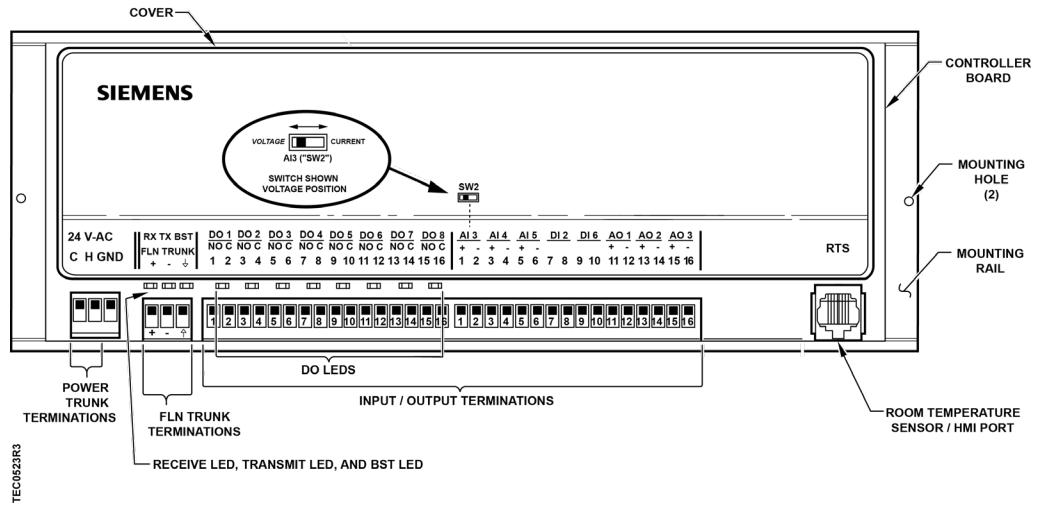 COVER
CONTROLLER
BOARD
SIEMENS
VOLTAGE CURRENT
AI3 ("SW2")
SWITCH SHOWN
VOLTAGE POSITION
SW2
MOUNTING
HOLE
(2)
24 V-AC
C H GND
RX TX BST
FLN TRUNK
+ -
DO 1 DO 2 DO 3 DO 4 DO 5 DO 6 DO 7 DO 8 AI 3 AI 4 AI 5 DI 2 DI 6 AO 1 AO 2 AO 3
NO C NO C NO C NO C NO C NO C NO C NO C + - + - + - + - + - + -
1 2 3 4 5 6 7 8 9 10 11 12 13 14 15 16 1 2 3 4 5 6 7 8 9 10 11 12 13 14 15 16
RTS
MOUNTING
RAIL
1 2 3 4 5 6 7 8 9 10 11 12 13 14 15 16 1 2 3 4 5 6 7 8 9 10 11 12 13 14 15 16
+ -
DO LEDS
POWER
TRUNK
TERMINATIONS
FLN TRUNK
TERMINATIONS
INPUT / OUTPUT TERMINATIONS
ROOM TEMPERATURE
SENSOR / HMI PORT
RECEIVE LED, TRANSMIT LED, AND BST LED
TEC0523R3